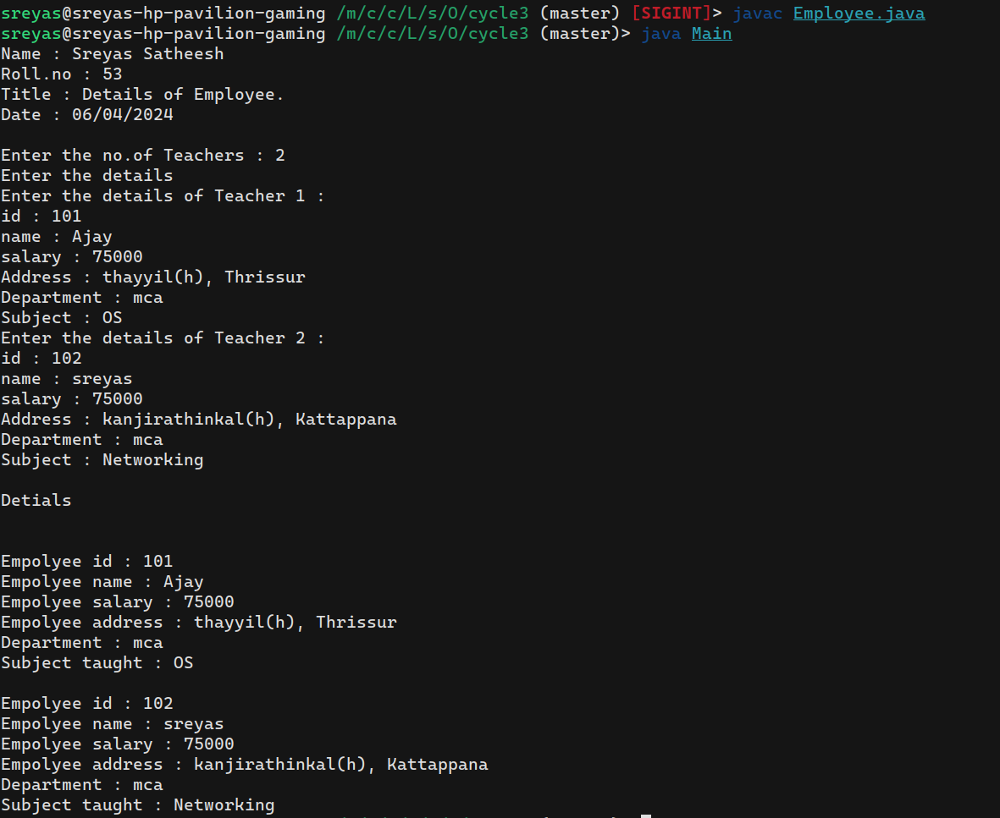 sreyas@sreyas-hp-pavilion-gaming /m/c/c/L/s/O/cycle3 (master) [SIGINT]> javac Employee.java
sreyas@sreyas-hp-pavilion-gaming /m/c/c/L/s/O/cycle3 (master)> java Main
Name : Sreyas Satheesh
Roll.no : 53
Title : Details of Employee.
Date : 06/04/2024

Enter the no.of Teachers : 2
Enter the details
Enter the details of Teacher 1 :
id : 101
name : Ajay
salary : 75000
Address : thayyil(h), Thrissur
Department : mca
Subject : OS
Enter the details of Teacher 2 :
id : 102
name : sreyas
salary : 75000
Address : kanjirathinkal(h), Kattappana
Department : mca
Subject : Networking

Detials

Empolyee id : 101
Empolyee name : Ajay
Empolyee salary : 75000
Empolyee address : thayyil(h), Thrissur
Department : mca
Subject taught : OS

Empolyee id : 102
Empolyee name : sreyas
Empolyee salary : 75000
Empolyee address : kanjirathinkal(h), Kattappana
Department : mca
Subject taught : Networking